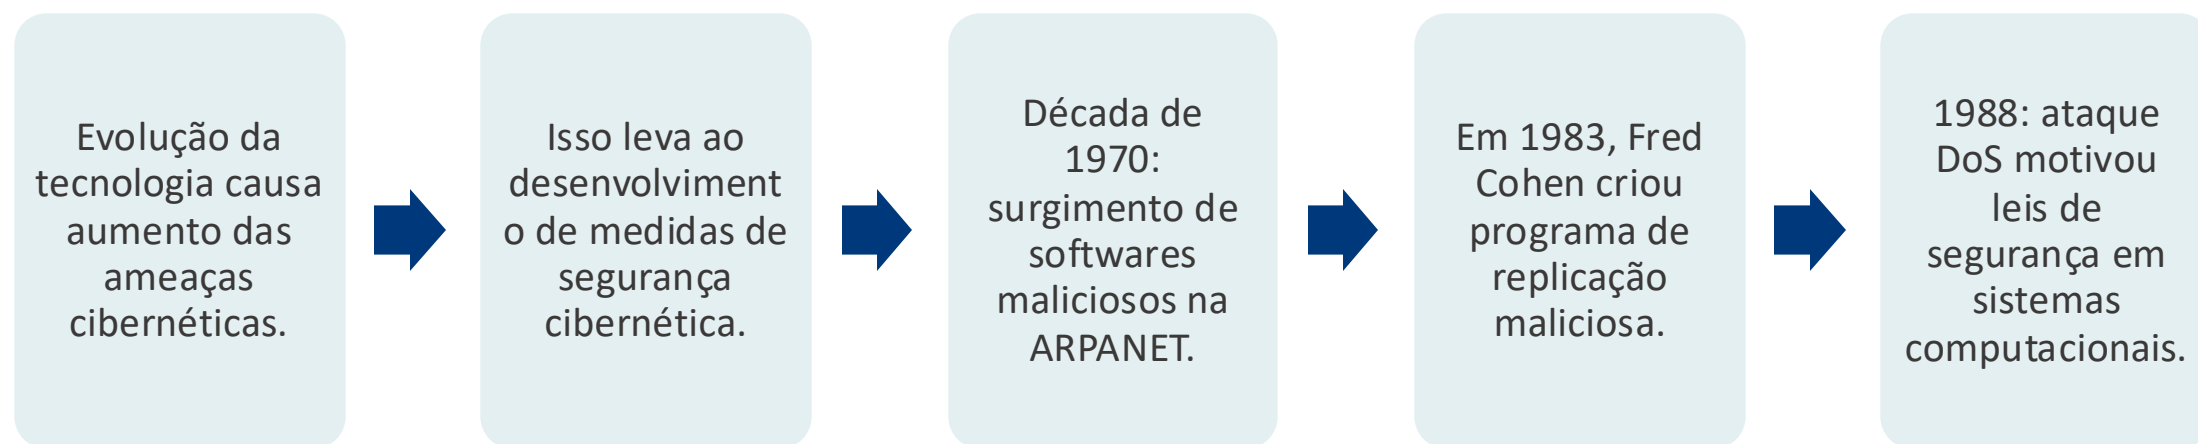 Evolução da
tecnologia causa
aumento das
ameaças
cibernéticas.
Isso leva ao
desenvolviment
o de medidas de
segurança
cibernética.
Década de
1970:
surgimento de
softwares
maliciosos na
ARPANET.
Em 1983, Fred
Cohen criou
programa de
replicação
maliciosa.
1988: ataque
DoS motivou
leis de
segurança em
sistemas
computacionais.